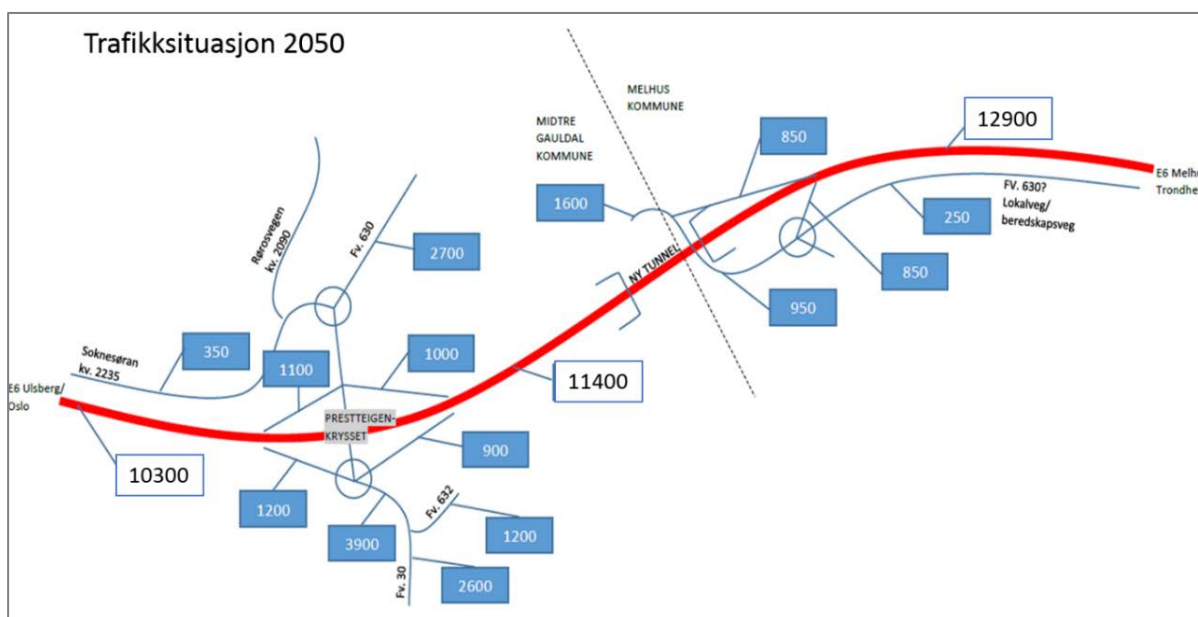 Trafikksituasjon 2050
MELHUS
KOMMUNE
MIDTRE
GAULDAL
KOMMUNE
850
12900
E6 Melhu
Trondhe
1600
FV. 630?
Lokalveg/
beredskapsveg
250
850
950
NY TUNNEL
Rørosvegen
kv. 2090
Fv. 630
2700
Soknesøran
kv. 2235
350
1100
1000
11400
E6 Ulsberg/
Oslo
PRESTTEIGEN-
KRYSSET
10300
900
1200
3900
Fv. 632
1200
Fv. 30
2600